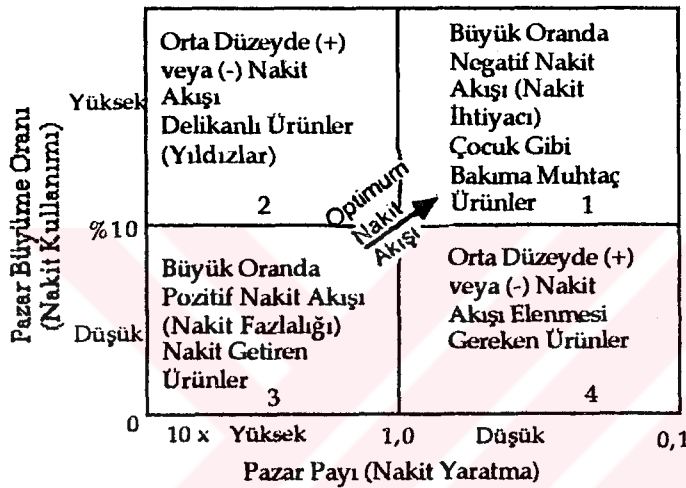 Orta Düzeyde (+)
veya (-) Nakit
Akışı
Delikanlı Ürünler
(Yıldızlar)
2
Büyük Oranda
Negatif Nakit
Akışı (Nakit
İhtiyacı)
Çocuk Gibi
Bakıma Muhtaç
Ürünler 1
Optimum
Nakit
Akışı
Büyük Oranda
Pozitif Nakit Akışı
(Nakit Fazlalığı)
Nakit Getiren
Ürünler
3
Orta Düzeyde (+)
veya (-) Nakit
Akışı Elenmesi
Gereken Ürünler
4
Pazar Büyüme Oranı
(Nakit Kullanımı)
Yüksek
%10
Düşük
0
10 x Yüksek 1,0 Düşük 0,1
Pazar Payı (Nakit Yaratma)